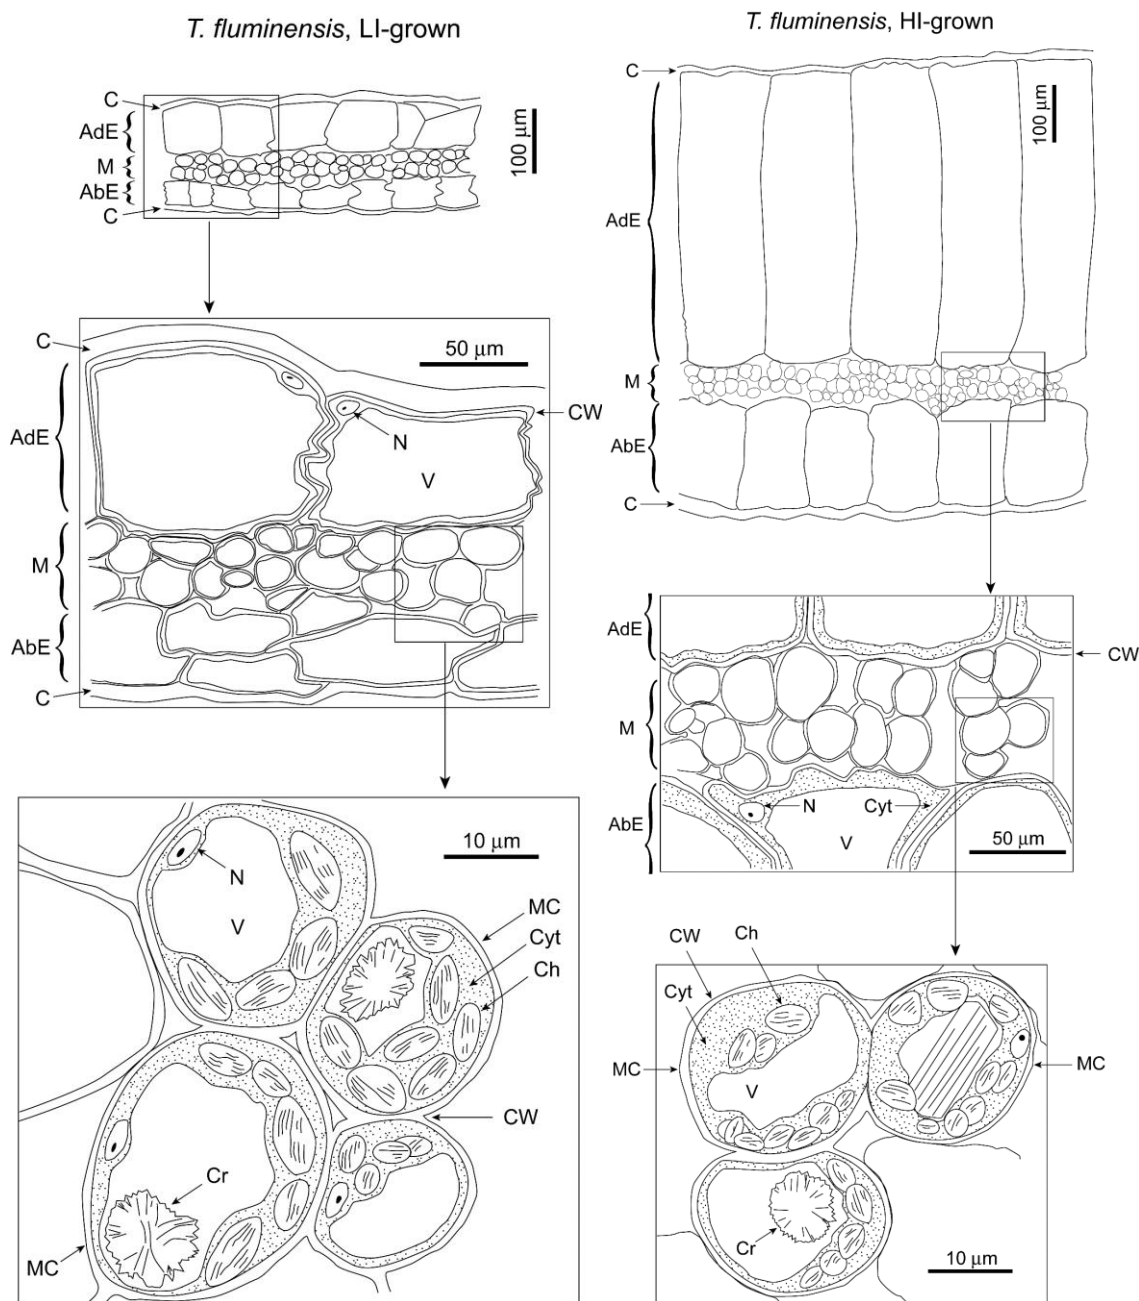 T. fluminensis, LI-grown
C
AdE
M
AbE
C
100 μm
C
AdE
M
AbE
C
50 μm
CW
N
V
N
V
10 μm
MC
Cyt
Ch
CW
Cr
MC
T. fluminensis, HI-grown
C
100 μm
AdE
M
AbE
C
AdE
CW
M
AbE
N
Cyt
V
50 μm
CW
Ch
Cyt
MC
V
MC
Cr
10 μm